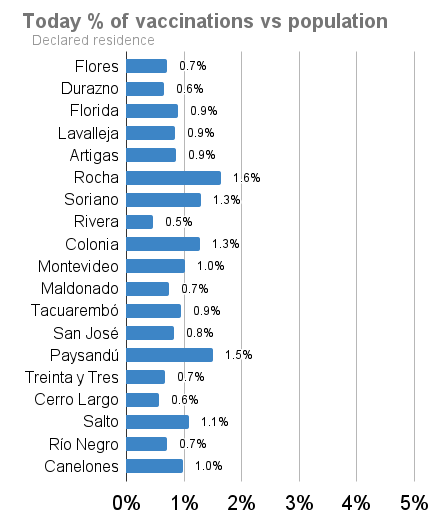 Today % of vaccinations vs population
Declared residence
Flores 0.7%
Durazno 0.6%
Florida 0.9%
Lavalleja 0.9%
Artigas 0.9%
Rocha 1.6%
Soriano 1.3%
Rivera 0.5%
Colonia 1.3%
Montevideo 1.0%
Maldonado 0.7%
Tacuarembó 0.9%
San José 0.8%
Paysandú 1.5%
Treinta y Tres 0.7%
Cerro Largo 0.6%
Salto 1.1%
Río Negro 0.7%
Canelones 1.0%
0% 1% 2% 3% 4% 5%